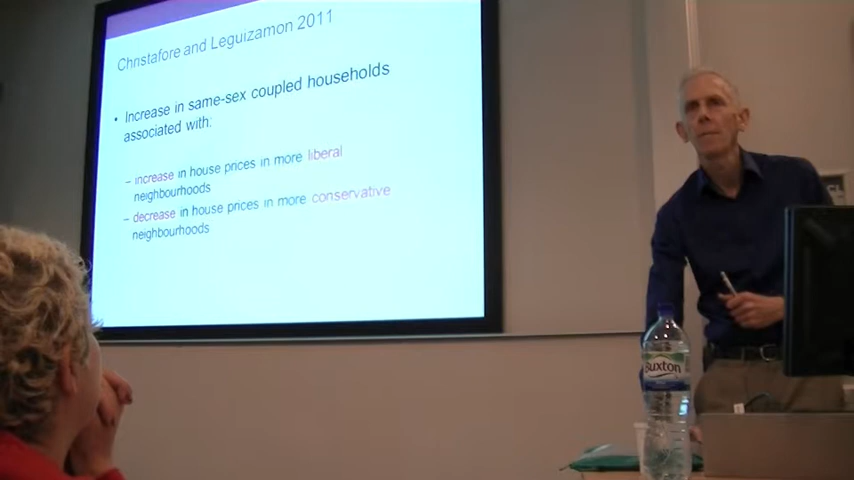 Christafore and Leguizamon 2011
• Increase in same-sex coupled households
associated with:
– increase in house prices in more liberal
neighbourhoods
– decrease in house prices in more conservative
neighbourhoods
Buxton